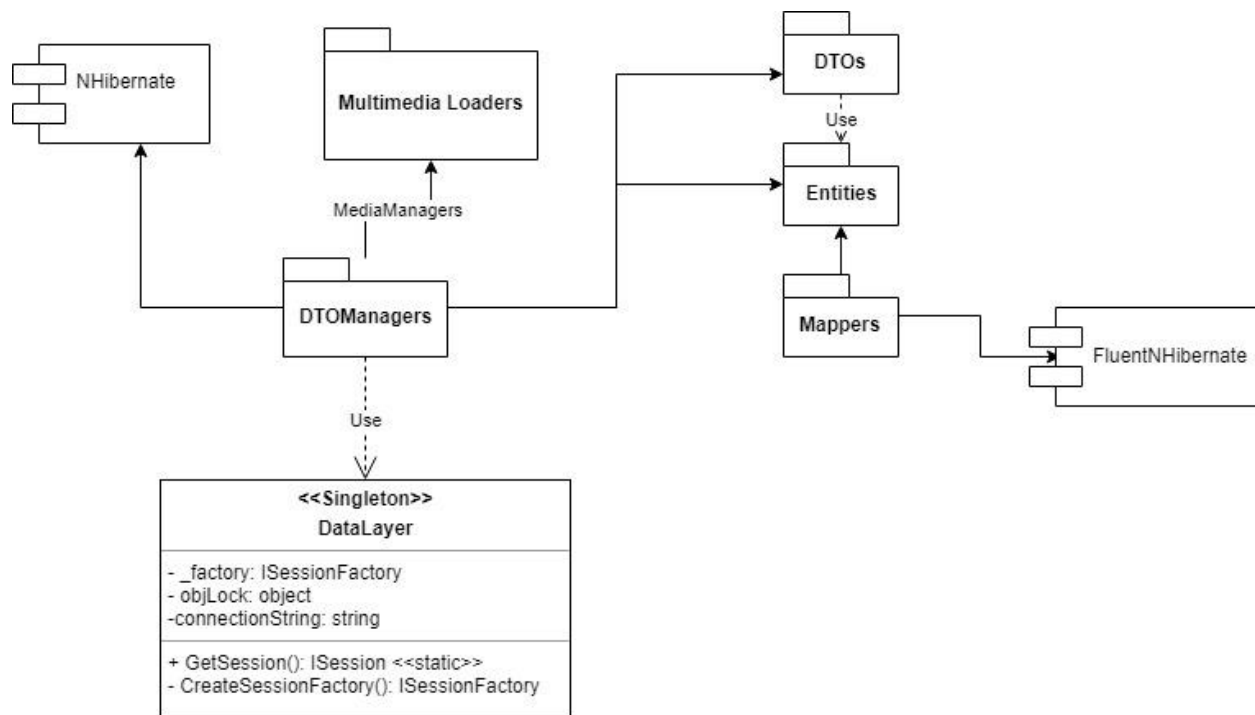 NHibernate
Multimedia Loaders
DTOs
Use
Entities
MediaManagers
DTOManagers
Mappers
FluentNHibernate
Use
<<Singleton>>
DataLayer
- _factory: ISessionFactory
- objLock: object
-connectionString: string
+ GetSession(): ISession <<static>>
- CreateSessionFactory(): ISessionFactory